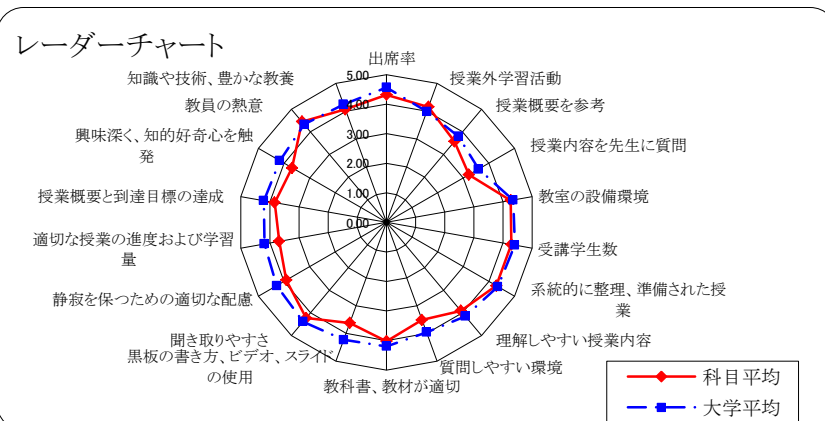 レーダーチャート
出席率
授業外学習活動
授業概要を参考
授業内容を先生に質問
教室の設備環境
受講学生数
系統的に整理、準備された授
業
理解しやすい授業内容
質問しやすい環境
教科書、教材が適切
黒板の書き方、ビデオ、スライド
の使用
聞き取りやすさ
静寂を保つための適切な配慮
適切な授業の進度および学習
量
授業概要と到達目標の達成
興味深く、知的好奇心を触
発
教員の熱意
知識や技術、豊かな教養
5.00
4.00
3.00
2.00
1.00
0.00
科目平均
大学平均